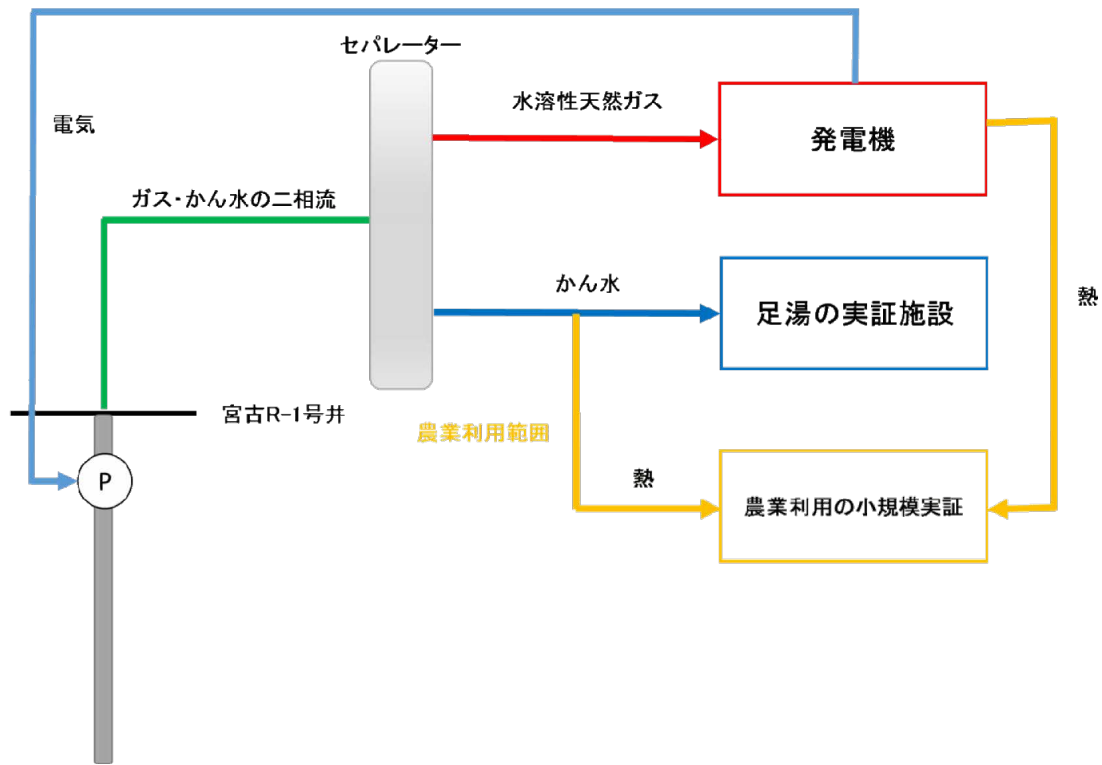 セパレーター
水溶性天然ガス
電気
発電機
ガス・かん水の二相流
かん水
熱
足湯の実証施設
宮古R-1号井
農業利用範囲
P
熱
農業利用の小規模実証